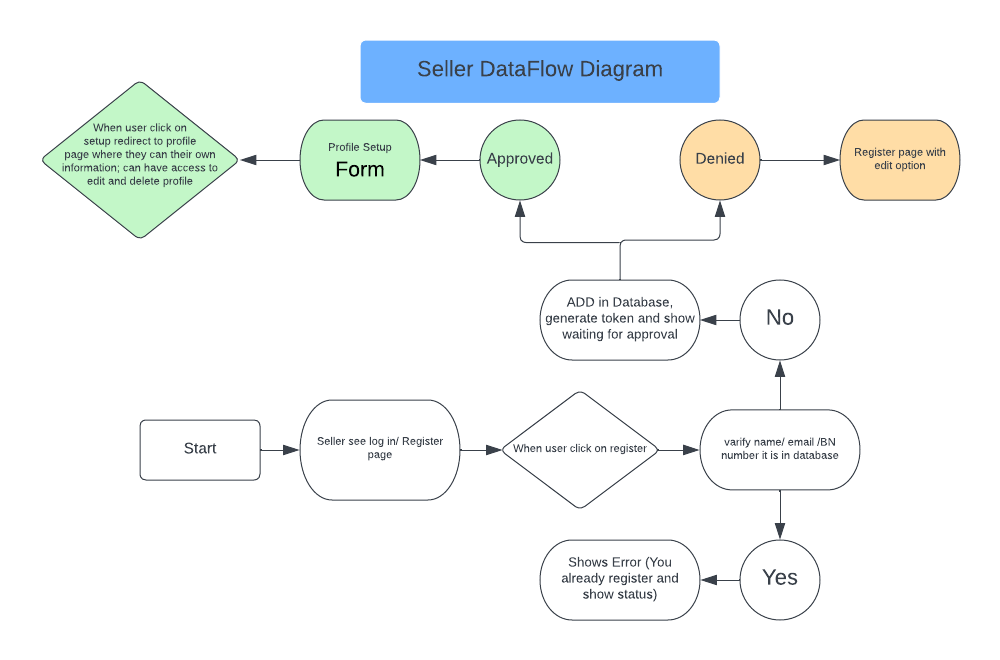 Seller DataFlow Diagram
When user click on
setup redirect to profile
page where they can their own
information; can have access to
edit and delete profile
Profile Setup
Form
Approved
Denied
Register page with
edit option
ADD in Database,
generate token and show
waiting for approval
No
Start
Seller see log in/ Register
page
When user click on register
varify name/ email /BN
number it is in database
Shows Error (You
already register and
show status)
Yes